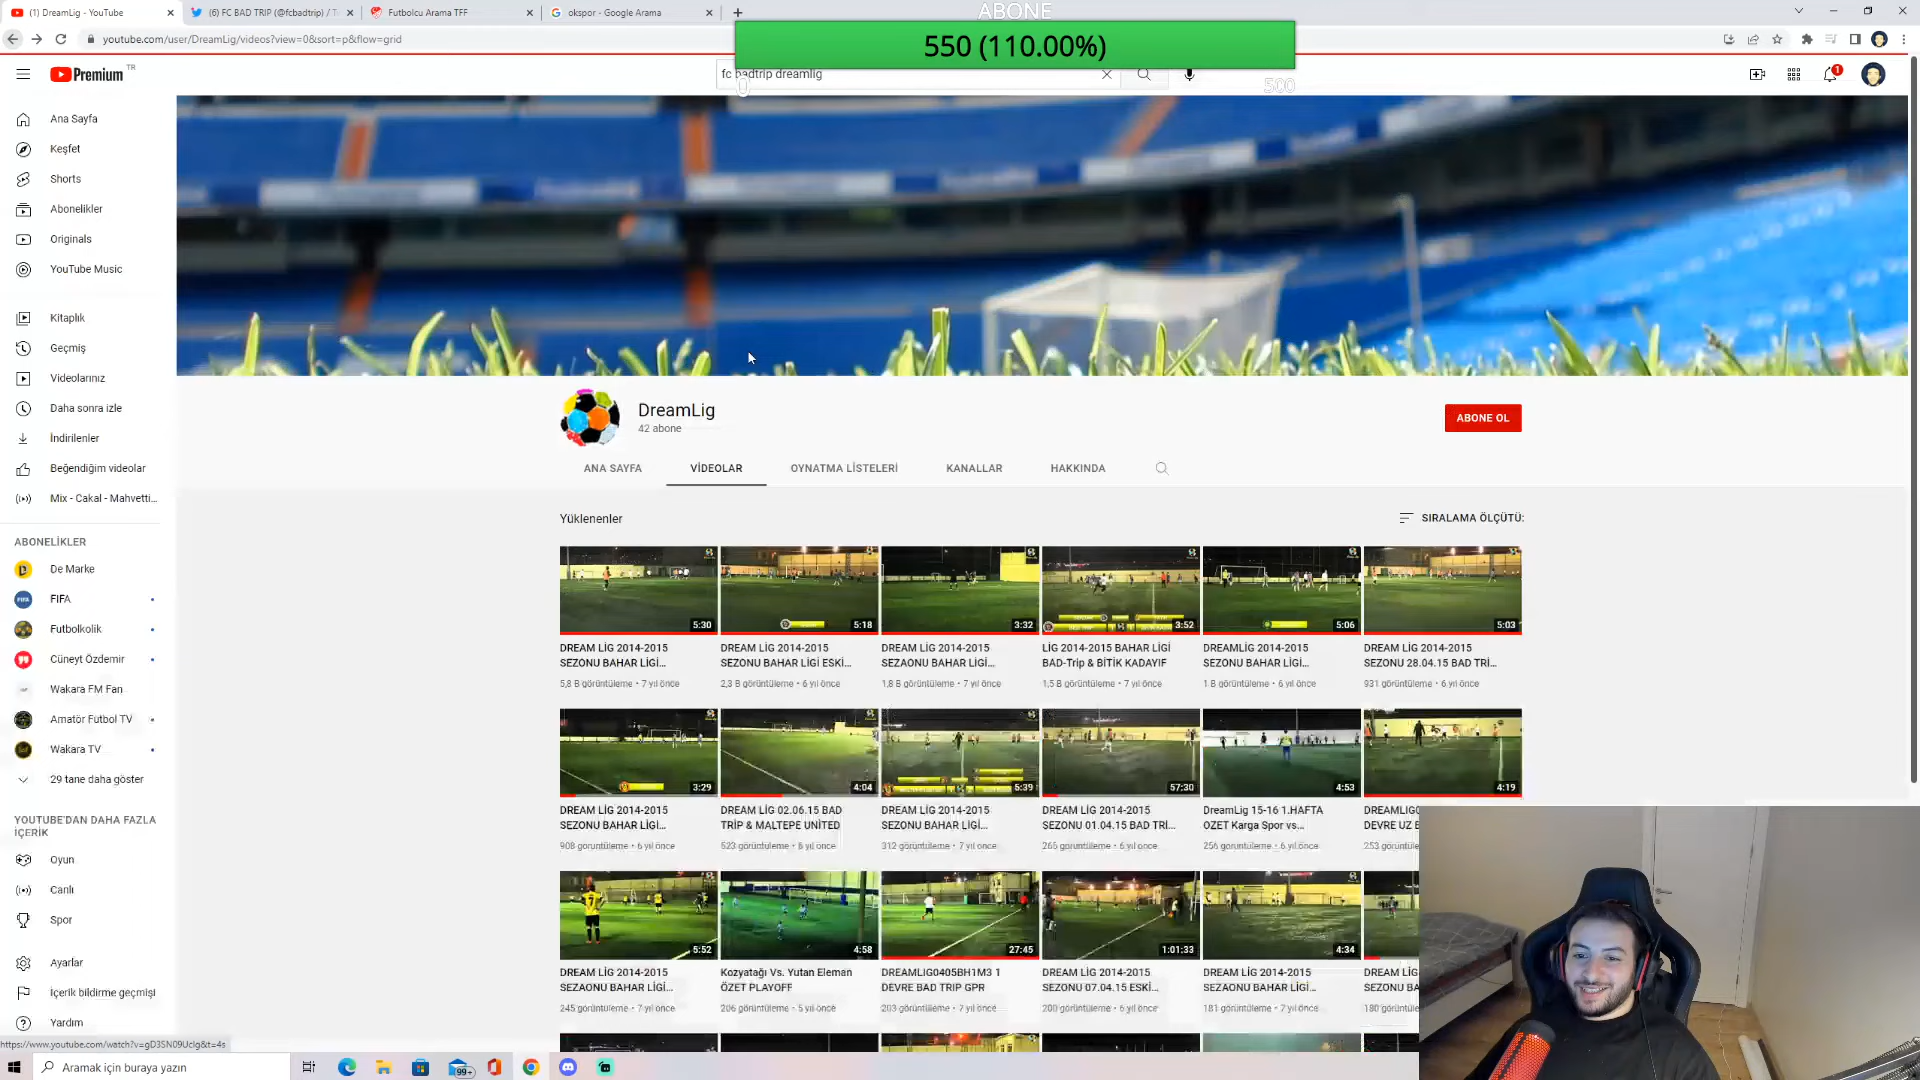 (1) DreamLig - YouTube
(6) FC BAD TRIP (@fcbadtrip) / T
Futbolcu Arama TFF
okspor - Google Arama
ABONE
550 (110.00%)
0
500
youtube.com/user/DreamLig/videos?view=0&sort=p&flow=grid
Premium TR
fc badtrip dreamlig
1
Ana Sayfa
Keşfet
Shorts
Abonelikler
Originals
YouTube Music
Kitaplık
Geçmiş
Videolarınız
Daha sonra izle
İndirilenler
Beğendiğim videolar
Mix - Cakal - Mahvetti...
ABONELİKLER
De Marke
FIFA
Futbolkolik
Cüneyt Özdemir
Wakara FM Fan
Amatör Futbol TV
Wakara TV
29 tane daha göster
YOUTUBE'DAN DAHA FAZLA
İÇERİK
Oyun
Canlı
Spor
Ayarlar
İçerik bildirme geçmişi
Yardım
DreamLig
42 abone
ABONE OL
ANA SAYFA
VİDEOLAR
OYNATMA LİSTELERİ
KANALLAR
HAKKINDA
Yüklenenler
SIRALAMA ÖLÇÜTÜ:
5:30
5:18
3:32
3:52
5:06
5:03
DREAM LİG 2014-2015
SEZONU BAHAR LİGİ...
5,8 B görüntüleme • 7 yıl önce
DREAM LİG 2014-2015
SEZONU BAHAR LİGİ ESKİ...
2,3 B görüntüleme • 6 yıl önce
DREAM LİG 2014-2015
SEZAONU BAHAR LİGİ...
1,8 B görüntüleme • 7 yıl önce
LİG 2014-2015 BAHAR LİGİ
BAD-Trip & BİTİK KADAYIF
1,5 B görüntüleme • 7 yıl önce
DREAMLİG 2014-2015
SEZONU BAHAR LİGİ...
1 B görüntüleme • 6 yıl önce
DREAM LİG 2014-2015
SEZONU 28.04.15 BAD TRİ...
931 görüntüleme • 6 yıl önce
3:29
4:04
5:39
57:30
4:53
4:19
DREAM LİG 2014-2015
SEZONU BAHAR LİGİ...
908 görüntüleme • 6 yıl önce
DREAM LİG 02.06.15 BAD
TRİP & MALTEPE UNİTED
523 görüntüleme • 6 yıl önce
DREAM LİG 2014-2015
SEZONU BAHAR LİGİ...
312 görüntüleme • 7 yıl önce
DREAM LİG 2014-2015
SEZONU 01.04.15 BAD TRİ...
265 görüntüleme • 6 yıl önce
DreamLig 15-16 1.HAFTA
OZET Karga Spor vs...
256 görüntüleme • 6 yıl önce
DREAMLIG
DEVRE UZ B
253 görüntüle
5:52
4:58
27:45
1:01:33
4:34
DREAM LİG 2014-2015
SEZAONU BAHAR LİGİ...
245 görüntüleme • 7 yıl önce
Kozyatağı Vs. Yutan Eleman
ÖZET PLAYOFF
206 görüntüleme • 5 yıl önce
DREAMLIG0405BH1M3 1
DEVRE BAD TRIP GPR
203 görüntüleme • 7 yıl önce
DREAM LİG 2014-2015
SEZONU 07.04.15 ESKİ...
200 görüntüleme • 6 yıl önce
DREAM LİG 2014-2015
SEZAONU BAHAR LİGİ...
181 görüntüleme • 7 yıl önce
DREAM LİG
SEZONU BA
180 görüntüle
https://www.youtube.com/watch?v=gD3SN09UcIg&t=4s
Aramak için buraya yazın
99+